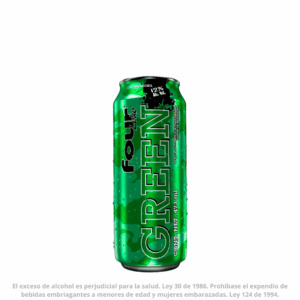 four
GREEN
12%
El exceso de alcohol es perjudicial para la salud. Ley 30 de 1986. Prohíbase el expendio de
bebidas embriagantes a menores de edad y mujeres embarazadas. Ley 124 de 1994.